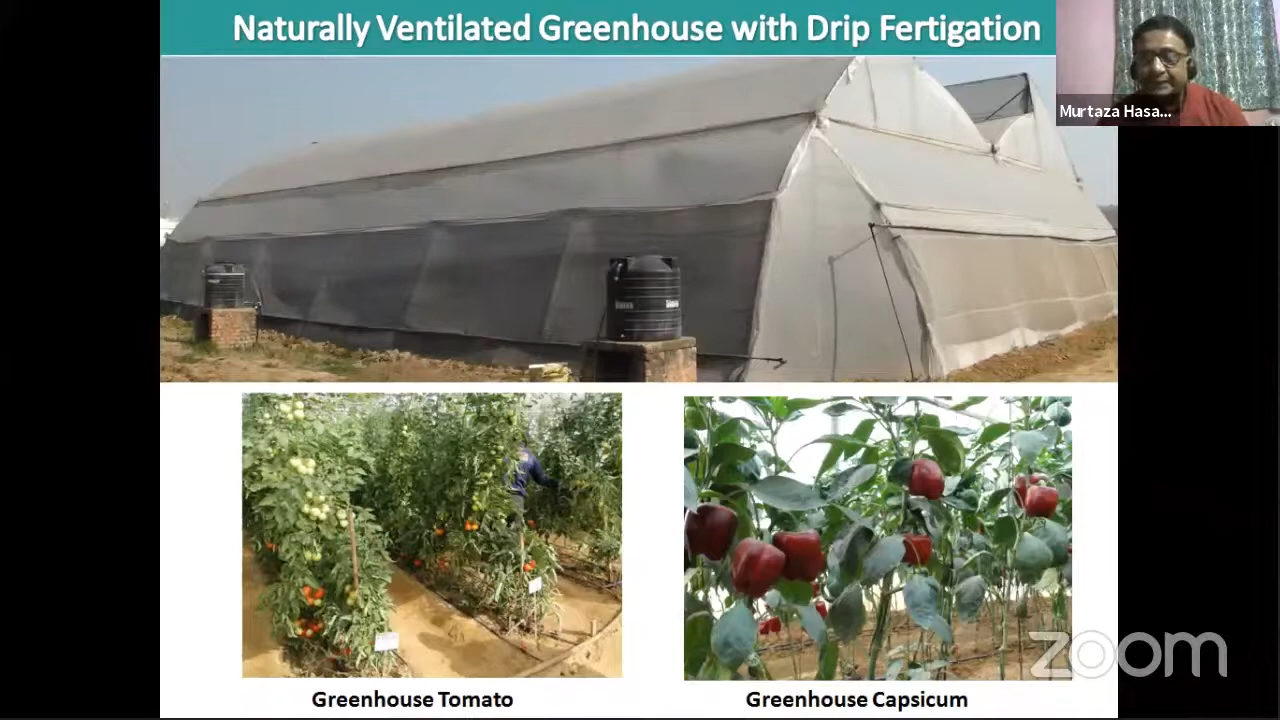 Naturally Ventilated Greenhouse with Drip Fertigation
Murtaza Hasa...
Greenhouse Tomato
Greenhouse Capsicum
zoom